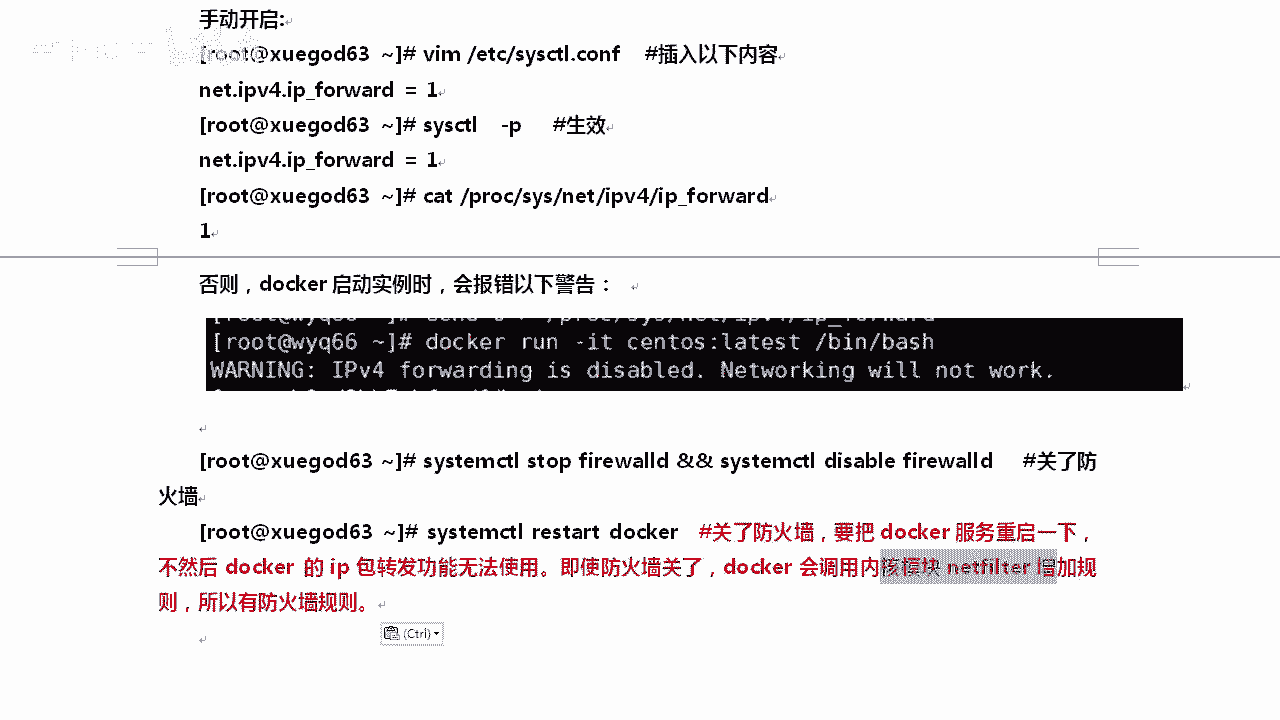 手动开启:
[root@xuegod63 ~]# vim /etc/sysctl.conf #插入以下内容
net.ipv4.ip_forward = 1
[root@xuegod63 ~]# sysctl -p #生效
net.ipv4.ip_forward = 1
[root@xuegod63 ~]# cat /proc/sys/net/ipv4/ip_forward
1
否则，docker 启动实例时，会报错以下警告：
[root@wyq66 ~]# docker run -it centos:latest /bin/bash
WARNING: IPv4 forwarding is disabled. Networking will not work.
[root@xuegod63 ~]# systemctl stop firewalld && systemctl disable firewalld #关了防
火墙
[root@xuegod63 ~]# systemctl restart docker #关了防火墙，要把 docker 服务重启一下，
不然后 docker 的 ip 包转发功能无法使用。即使防火墙关了，docker 会调用内核模块 netfilter 增加规
则，所以有防火墙规则。
(Ctrl)